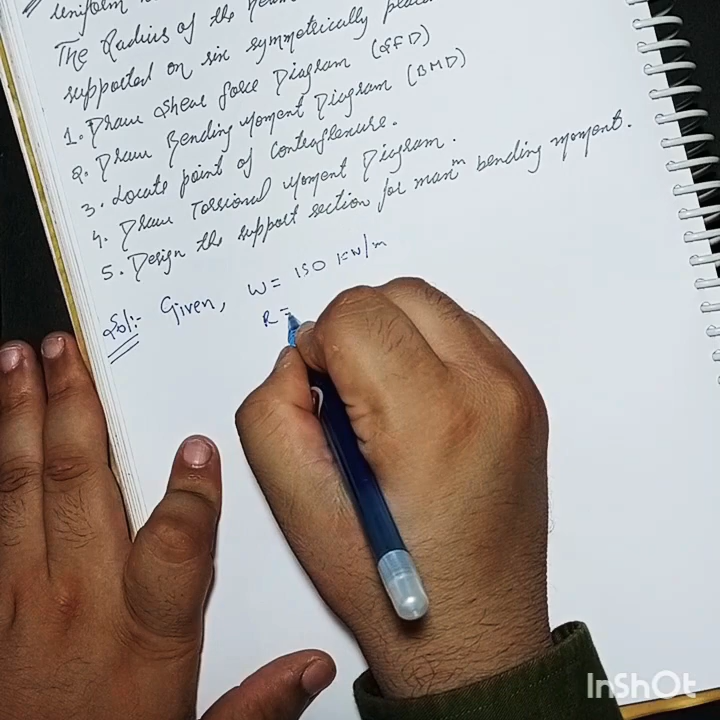 uniform
The Radius of the
supported on six symmetrically
1. Draw Shear force Diagram (SFD)
2. Draw Bending Moment Diagram (BMD)
3. Locate point of contraflexure.
4. Draw Torsional Moment Diagram.
5. Design the support section for maxm bending moment.
Sol:- Given, W = 150 kN/m
R =
InShOt